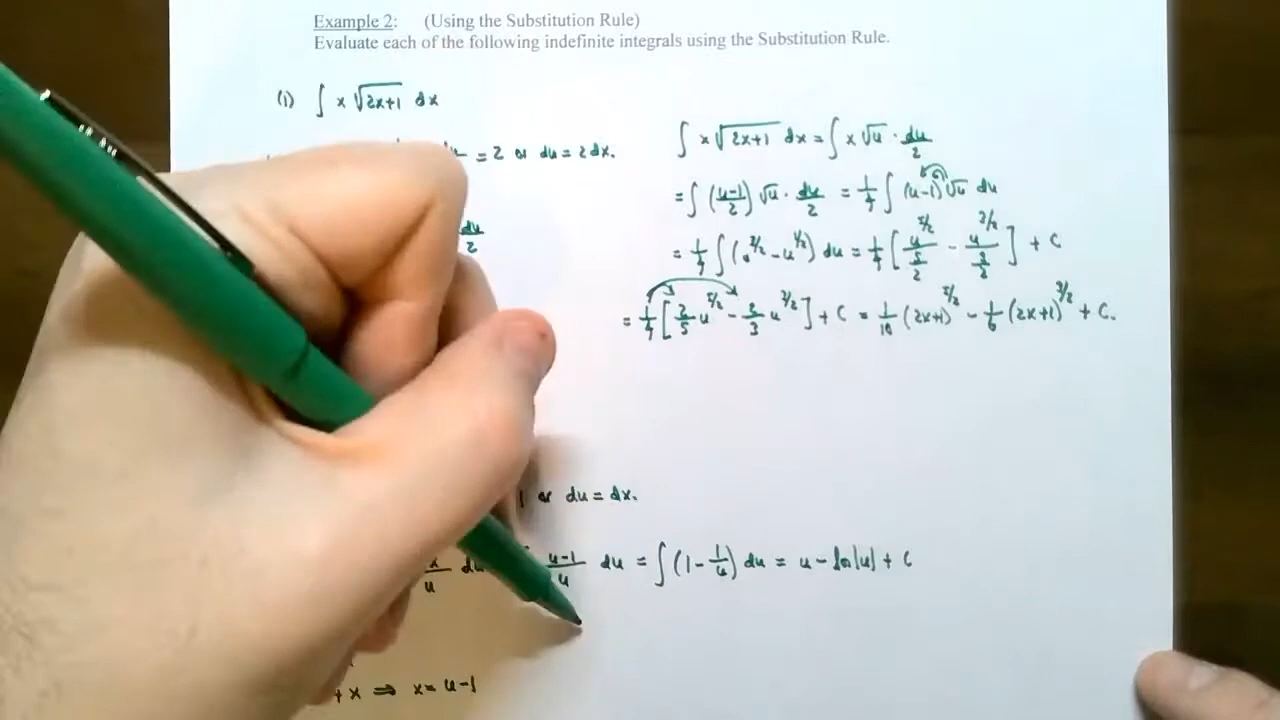 Example 2: (Using the Substitution Rule)
Evaluate each of the following indefinite integrals using the Substitution Rule.
(i) ∫ x √(2x+1) dx
= 2 or du = 2dx.
du/2
∫ x√(2x+1) dx = ∫ x √u · du/2
= ∫ ((u-1)/2) √u · du/2 = 1/4 ∫ (u-1)√u du
= 1/4 ∫ (u^3/2 - u^1/2) du = 1/4 [u^5/2 / 5/2 - u^3/2 / 3/2] + C
= 1/4 [2/5 u^5/2 - 2/3 u^3/2] + C = 1/10 (2x+1)^5/2 - 1/6 (2x+1)^3/2 + C.
or du = dx.
/u du (u-1)/u du = ∫ (1 - 1/u) du = u - ln|u| + C
+ x ⇒ x = u-1